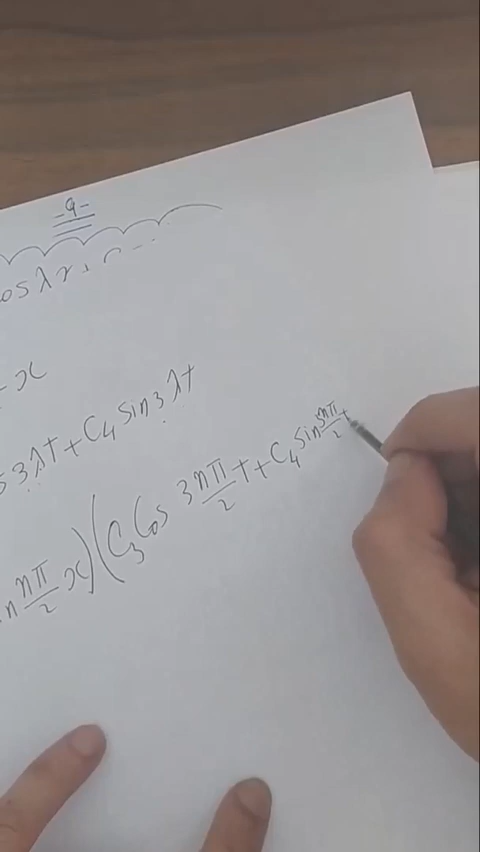 -9-
os λx +
x
s 3λt + C₄ sin 3λt
n nπ/2 x)(C₃ Cos 3nπ/2 t + C₄ sin 3nπ/2 t